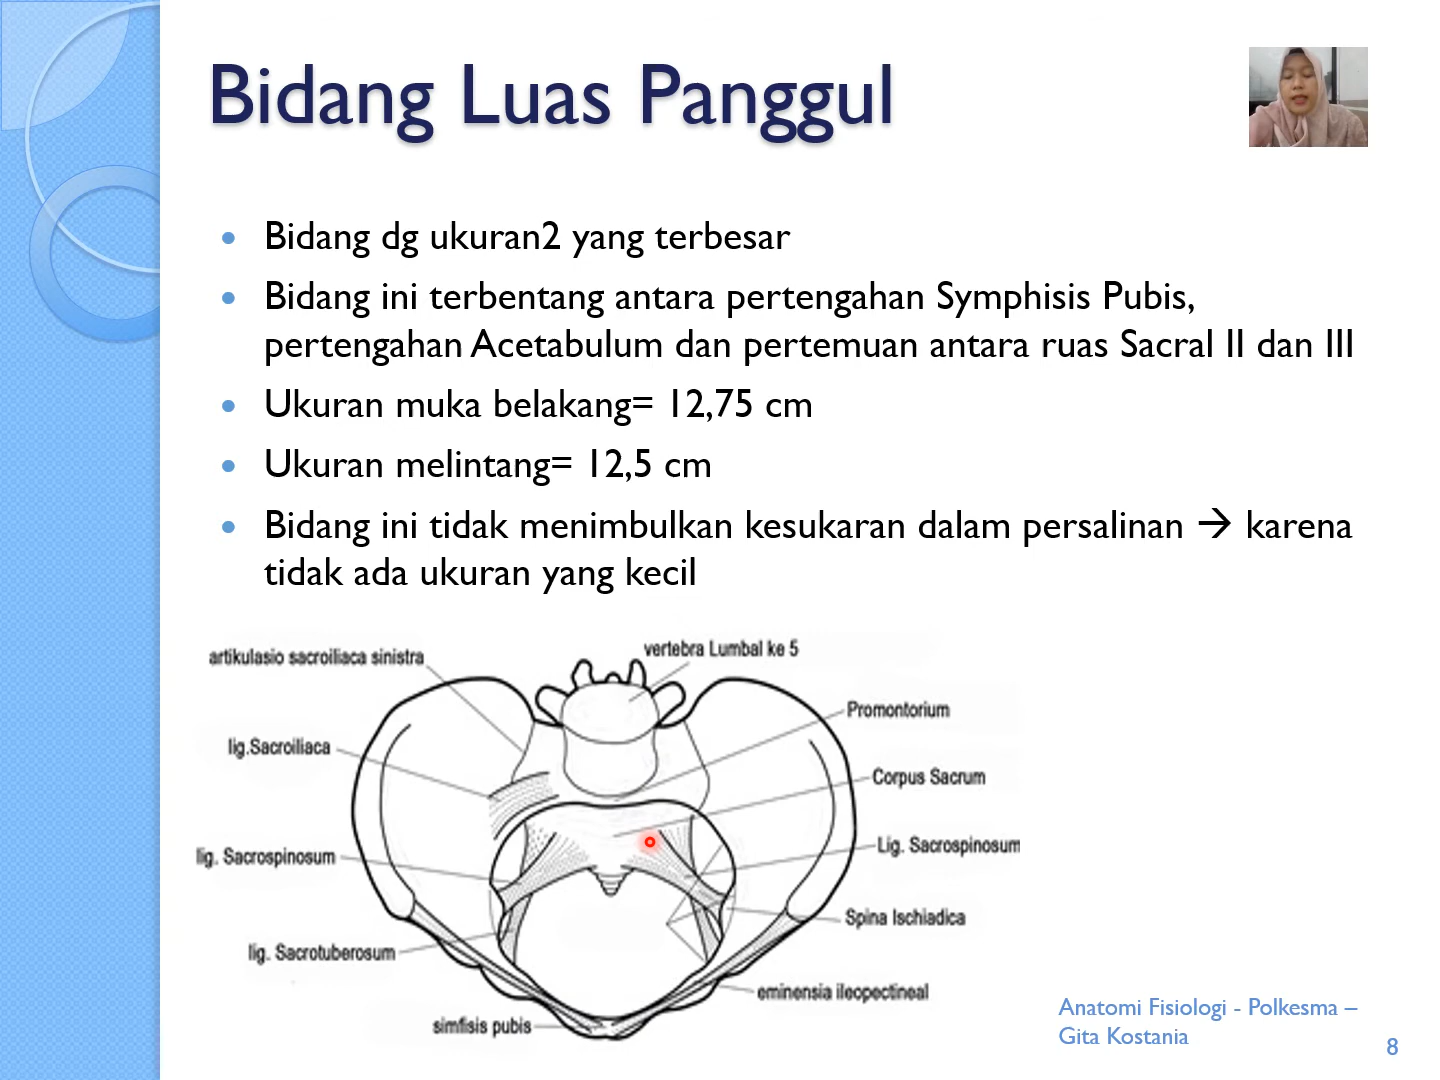 Bidang Luas Panggul
Bidang dg ukuran2 yang terbesar
Bidang ini terbentang antara pertengahan Symphisis Pubis,
pertengahan Acetabulum dan pertemuan antara ruas Sacral II dan III
Ukuran muka belakang= 12,75 cm
Ukuran melintang= 12,5 cm
Bidang ini tidak menimbulkan kesukaran dalam persalinan → karena
tidak ada ukuran yang kecil
artikulasio sacroiliaca sinistra
vertebra Lumbal ke 5
Promontorium
lig.Sacroiliaca
Corpus Sacrum
lig. Sacrospinosum
Lig. Sacrospinosum
Spina Ischiadica
lig. Sacrotuberosum
eminensia ileopectineal
simfisis pubis
Anatomi Fisiologi - Polkesma –
Gita Kostania
8